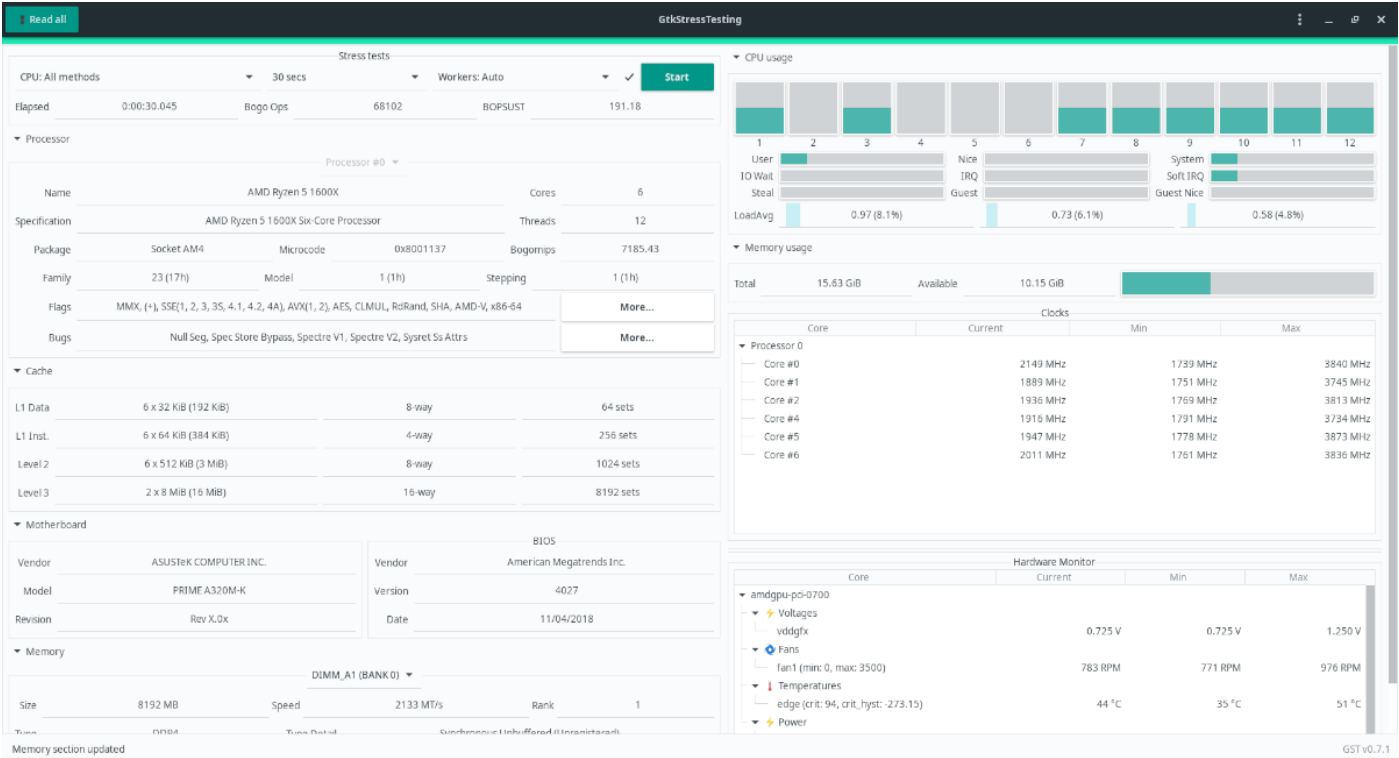 Read all
GtkStressTesting
Stress tests
CPU: All methods 30 secs Workers: Auto Start
Elapsed 0:00:30.045 Bogo Ops 68102 BOPSUST 191.18
Processor
Processor #0
Name AMD Ryzen 5 1600X Cores 6
Specification AMD Ryzen 5 1600X Six-Core Processor Threads 12
Package Socket AM4 Microcode 0x8001137 Bogomips 7185.43
Family 23 (17h) Model 1 (1h) Stepping 1 (1h)
Flags MMX, (+), SSE(1, 2, 3, 3S, 4.1, 4.2, 4A), AVX(1, 2), AES, CLMUL, RdRand, SHA, AMD-V, x86-64 More...
Bugs Null Seg, Spec Store Bypass, Spectre V1, Spectre V2, Sysret Ss Attrs More...
Cache
L1 Data 6 x 32 KiB (192 KiB) 8-way 64 sets
L1 Inst. 6 x 64 KiB (384 KiB) 4-way 256 sets
Level 2 6 x 512 KiB (3 MiB) 8-way 1024 sets
Level 3 2 x 8 MiB (16 MiB) 16-way 8192 sets
Motherboard
Vendor ASUSTeK COMPUTER INC.
Model PRIME A320M-K
Revision Rev X.0x
BIOS
Vendor American Megatrends Inc.
Version 4027
Date 11/04/2018
Memory
DIMM_A1 (BANK 0)
Size 8192 MB Speed 2133 MT/s Rank 1
Type DDR4 Type Detail Synchronous Unbuffered (Unregistered)
CPU usage
1 2 3 4 5 6 7 8 9 10 11 12
User Nice System
IO Wait IRQ Soft IRQ
Steal Guest Guest Nice
LoadAvg 0.97 (8.1%) 0.73 (6.1%) 0.58 (4.8%)
Memory usage
Total 15.63 GiB Available 10.15 GiB
Clocks
Core Current Min Max
Processor 0
Core #0 2149 MHz 1739 MHz 3840 MHz
Core #1 1889 MHz 1751 MHz 3745 MHz
Core #2 1936 MHz 1769 MHz 3813 MHz
Core #4 1916 MHz 1791 MHz 3734 MHz
Core #5 1947 MHz 1778 MHz 3873 MHz
Core #6 2011 MHz 1761 MHz 3836 MHz
Hardware Monitor
Core Current Min Max
amdgpu-pci-0700
Voltages
vddgfx 0.725 V 0.725 V 1.250 V
Fans
fan1 (min: 0, max: 3500) 783 RPM 771 RPM 976 RPM
Temperatures
edge (crit: 94, crit_hyst: -273.15) 44 °C 35 °C 51 °C
Power
Memory section updated
GST v0.7.1